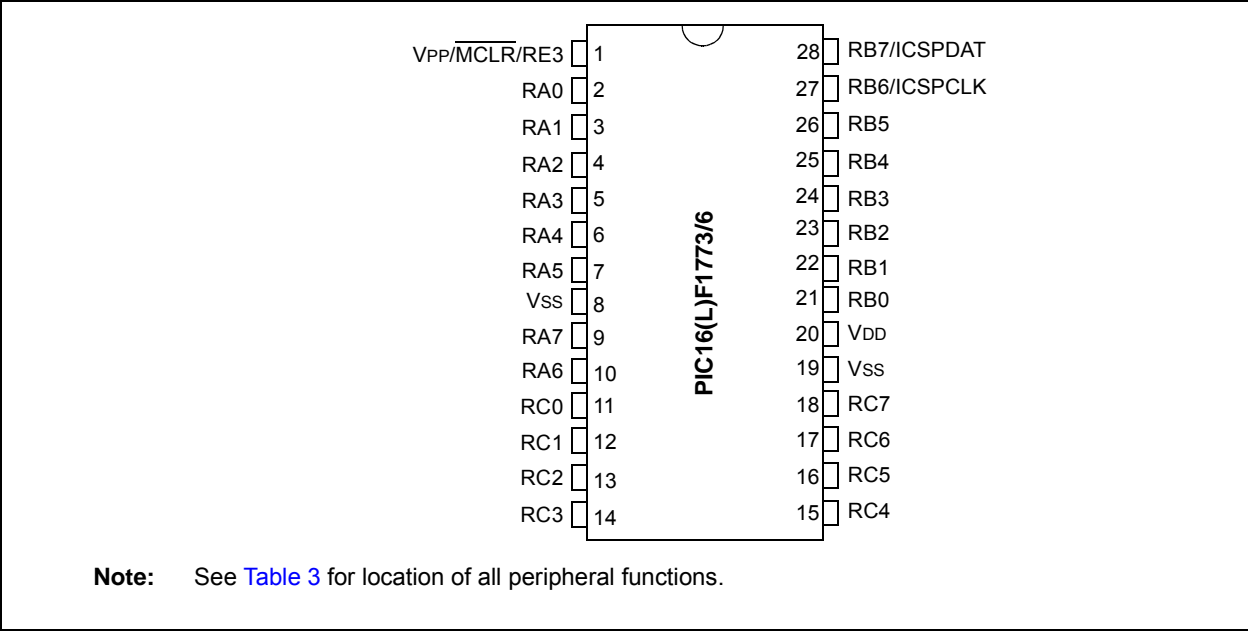 VPP/MCLR/RE3 1 28 RB7/ICSPDAT
RA0 2 27 RB6/ICSPCLK
RA1 3 26 RB5
RA2 4 25 RB4
RA3 5 24 RB3
RA4 6 23 RB2
RA5 7 22 RB1
VSS 8 21 RB0
RA7 9 20 VDD
RA6 10 19 VSS
RC0 11 18 RC7
RC1 12 17 RC6
RC2 13 16 RC5
RC3 14 15 RC4
PIC16(L)F1773/6
Note: See Table 3 for location of all peripheral functions.